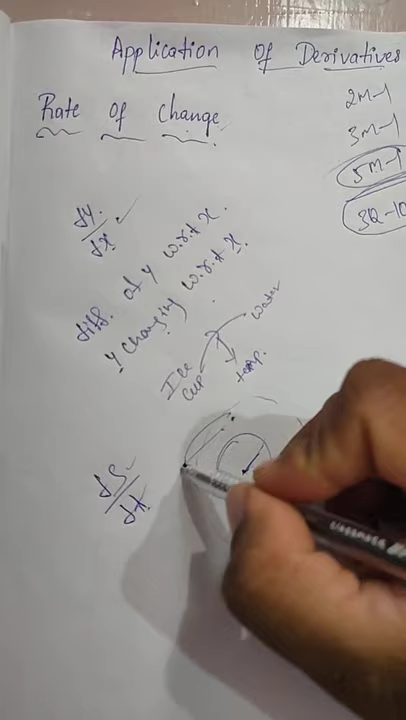 Application Of Derivatives
Rate Of Change
2M-1
3M-1
5M-1
3Q-10
dy/dx ✓
diff. of y w.r.t x.
y changing w.r.t x.
Water
Ice
cup
temp.
dS/dt